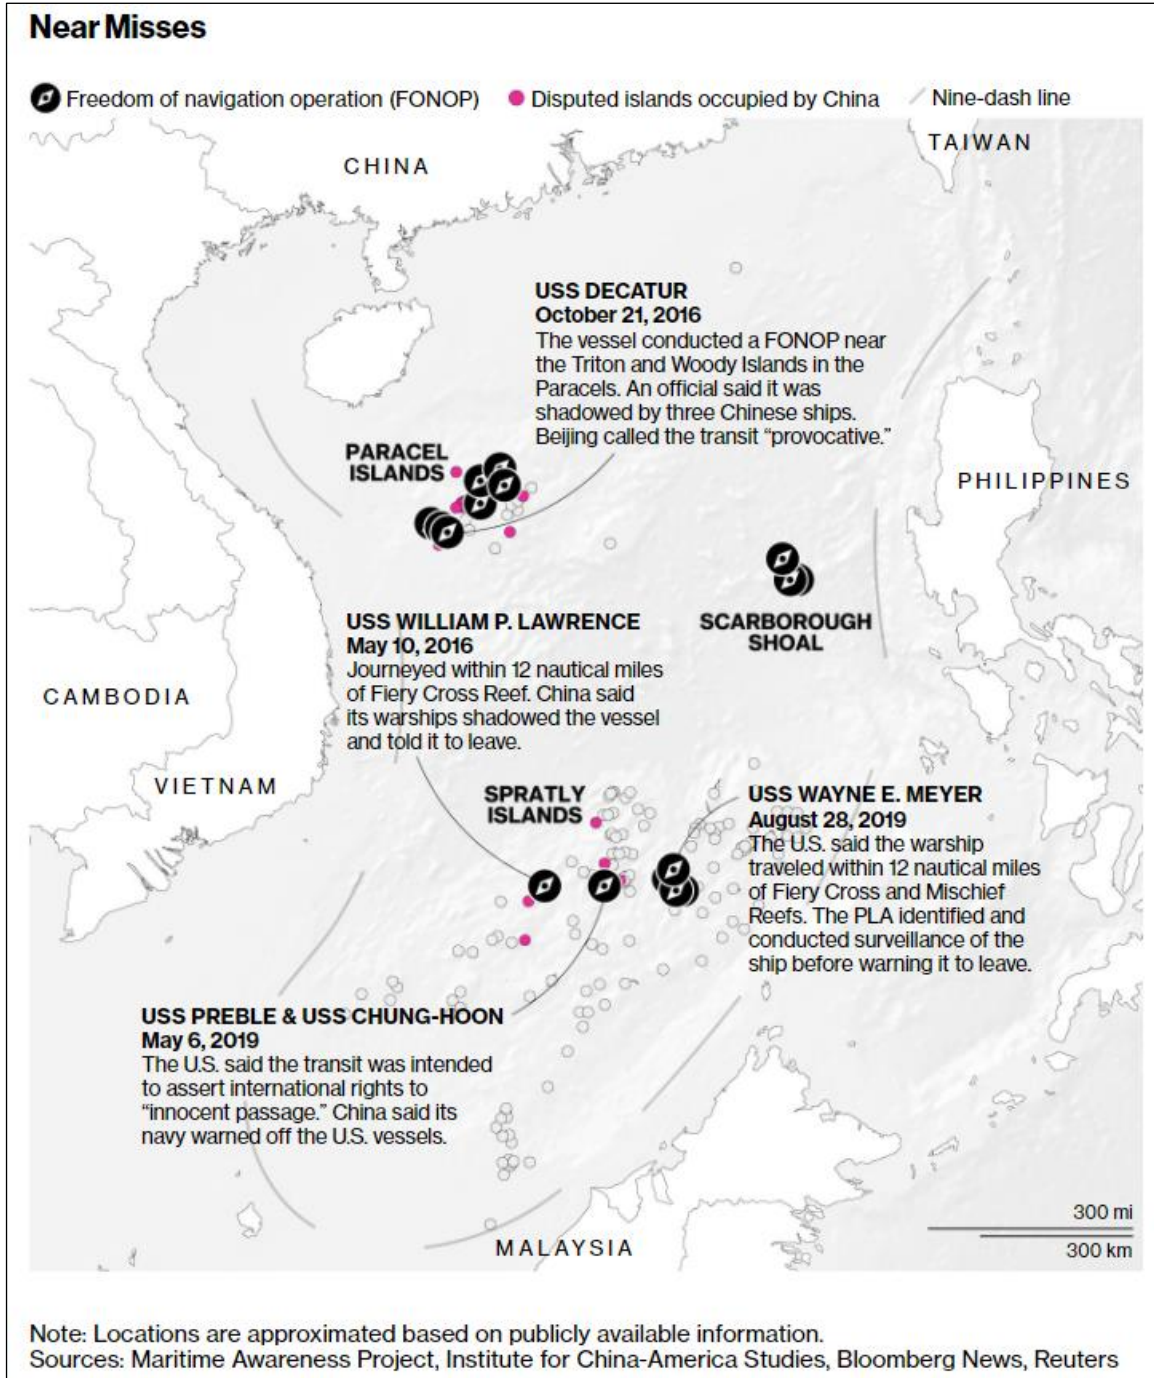 Near Misses
Freedom of navigation operation (FONOP)
Disputed islands occupied by China
Nine-dash line
TAIWAN
CHINA
USS DECATUR
October 21, 2016
The vessel conducted a FONOP near
the Triton and Woody Islands in the
Paracels. An official said it was
shadowed by three Chinese ships.
Beijing called the transit “provocative.”
PARACEL
ISLANDS
PHILIPPINES
USS WILLIAM P. LAWRENCE
May 10, 2016
Journeyed within 12 nautical miles
of Fiery Cross Reef. China said
its warships shadowed the vessel
and told it to leave.
SCARBOROUGH
SHOAL
CAMBODIA
VIETNAM
SPRATLY
ISLANDS
USS WAYNE E. MEYER
August 28, 2019
The U.S. said the warship
traveled within 12 nautical miles
of Fiery Cross and Mischief
Reefs. The PLA identified and
conducted surveillance of the
ship before warning it to leave.
USS PREBLE & USS CHUNG-HOON
May 6, 2019
The U.S. said the transit was intended
to assert international rights to
“innocent passage.” China said its
navy warned off the U.S. vessels.
MALAYSIA
300 mi
300 km
Note: Locations are approximated based on publicly available information.
Sources: Maritime Awareness Project, Institute for China-America Studies, Bloomberg News, Reuters